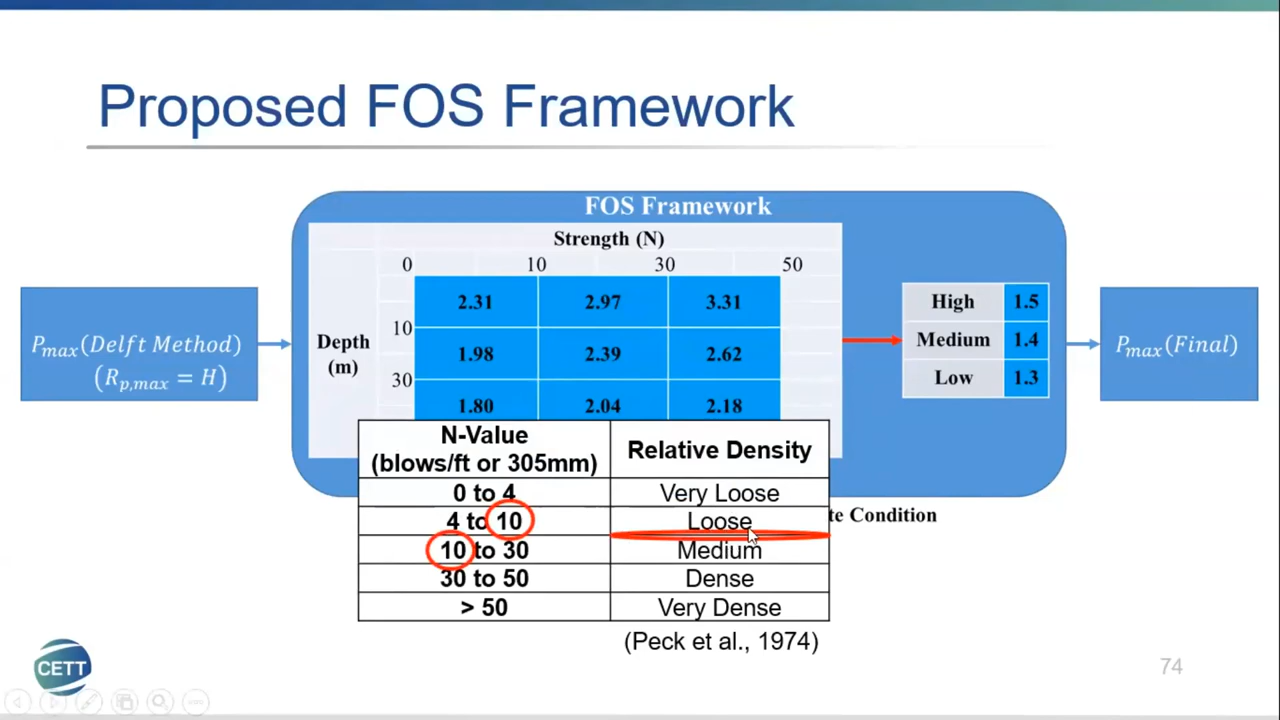 Proposed FOS Framework
FOS Framework
Strength (N)
0 10 30 50
2.31 2.97 3.31
10
Depth (m)
1.98 2.39 2.62
30
1.80 2.04 2.18
P_max(Delft Method)
(R_p,max = H)
High 1.5
Medium 1.4
Low 1.3
P_max(Final)
N-Value Relative Density
(blows/ft or 305mm)
0 to 4 Very Loose
4 to 10 Loose
10 to 30 Medium
30 to 50 Dense
> 50 Very Dense
te Condition
(Peck et al., 1974)
CETT
74